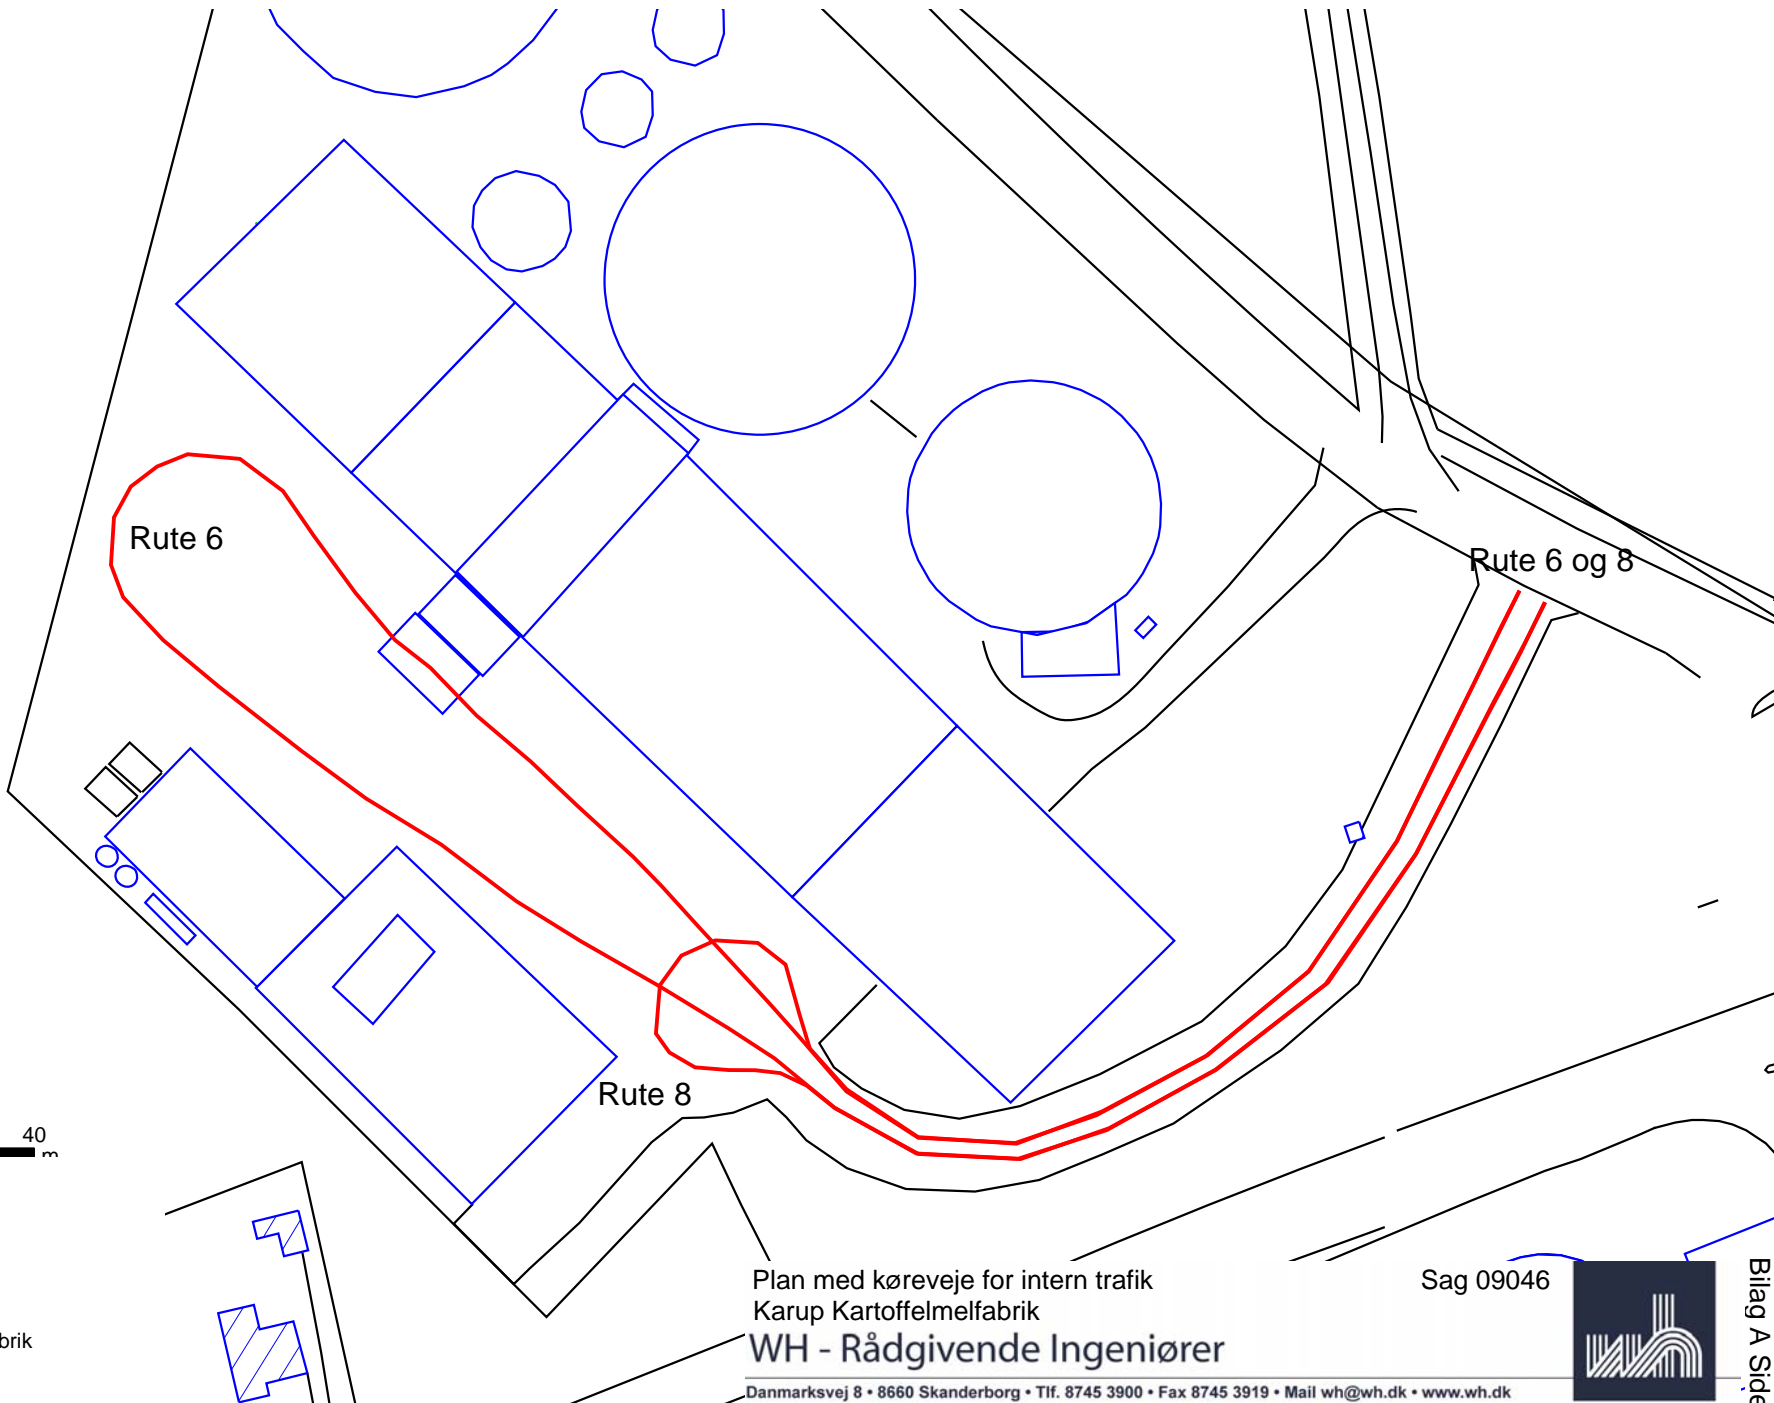 Rute 6
Rute 6 og 8
Rute 8
40
m
brik
Plan med køreveje for intern trafik
Sag 09046
Karup Kartoffelmelfabrik
WH - Rådgivende Ingeniører
Danmarksvej 8 • 8660 Skanderborg • Tlf. 8745 3900 • Fax 8745 3919 • Mail wh@wh.dk • www.wh.dk
Bilag A Side